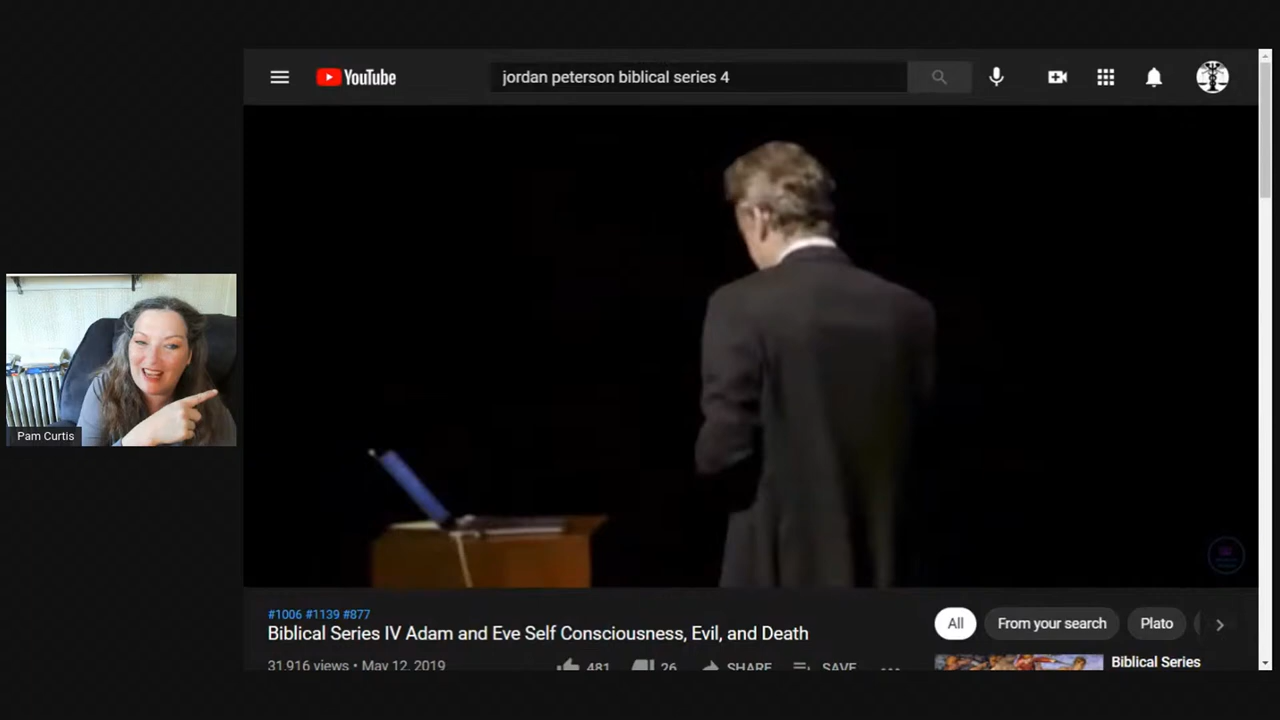 YouTube
jordan peterson biblical series 4
Pam Curtis
#1006 #1139 #877
Biblical Series IV Adam and Eve Self Consciousness, Evil, and Death
All
From your search
Plato
31,916 views • May 12, 2019
481
26
SHARE
SAVE
Biblical Series